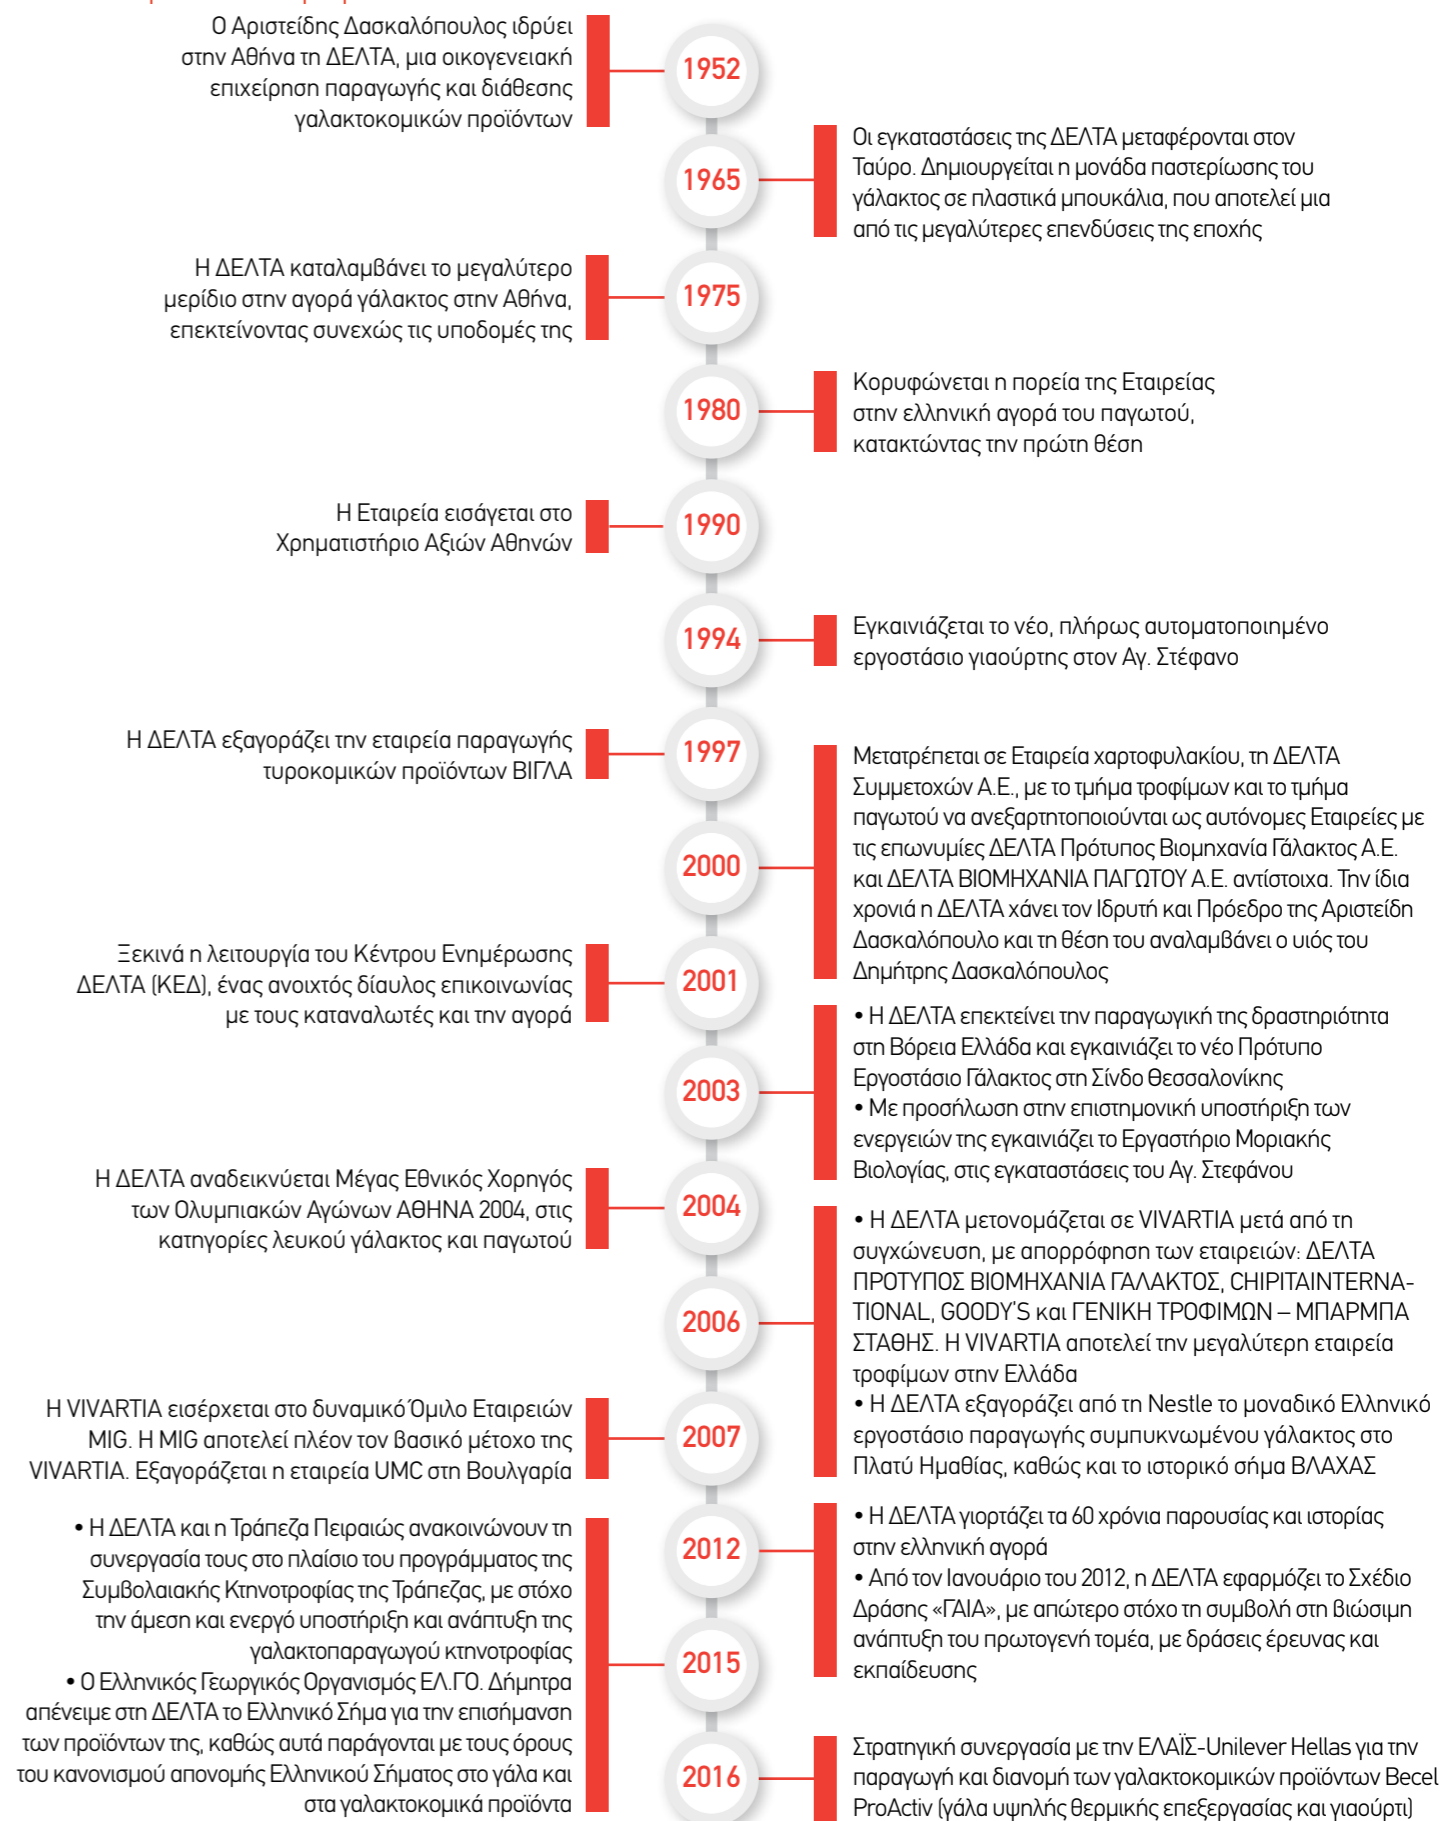 Ο Αριστείδης Δασκαλόπουλος ιδρύει
στην Αθήνα τη ΔΕΛΤΑ, μια οικογενειακή
επιχείρηση παραγωγής και διάθεσης
γαλακτοκομικών προϊόντων
1952
Οι εγκαταστάσεις της ΔΕΛΤΑ μεταφέρονται στον
Ταύρο. Δημιουργείται η μονάδα παστερίωσης του
γάλακτος σε πλαστικά μπουκάλια, που αποτελεί μια
από τις μεγαλύτερες επενδύσεις της εποχής
1965
Η ΔΕΛΤΑ καταλαμβάνει το μεγαλύτερο
μερίδιο στην αγορά γάλακτος στην Αθήνα,
επεκτείνοντας συνεχώς τις υποδομές της
1975
Κορυφώνεται η πορεία της Εταιρείας
στην ελληνική αγορά του παγωτού,
κατακτώντας την πρώτη θέση
1980
Η Εταιρεία εισάγεται στο
Χρηματιστήριο Αξιών Αθηνών
1990
Εγκαινιάζεται το νέο, πλήρως αυτοματοποιημένο
εργοστάσιο γιαούρτης στον Αγ. Στέφανο
1994
Η ΔΕΛΤΑ εξαγοράζει την εταιρεία παραγωγής
τυροκομικών προϊόντων ΒΙΓΛΑ
1997
Μετατρέπεται σε Εταιρεία χαρτοφυλακίου, τη ΔΕΛΤΑ
Συμμετοχών Α.Ε., με το τμήμα τροφίμων και το τμήμα
παγωτού να ανεξαρτητοποιούνται ως αυτόνομες Εταιρείες με
τις επωνυμίες ΔΕΛΤΑ Πρότυπος Βιομηχανία Γάλακτος Α.Ε.
και ΔΕΛΤΑ ΒΙΟΜΗΧΑΝΙΑ ΠΑΓΩΤΟΥ Α.Ε. αντίστοιχα. Την ίδια
χρονιά η ΔΕΛΤΑ χάνει τον Ιδρυτή και Πρόεδρο της Αριστείδη
Δασκαλόπουλο και τη θέση του αναλαμβάνει ο υιός του
Δημήτρης Δασκαλόπουλος
2000
Ξεκινά η λειτουργία του Κέντρου Ενημέρωσης
ΔΕΛΤΑ (ΚΕΔ), ένας ανοιχτός δίαυλος επικοινωνίας
με τους καταναλωτές και την αγορά
2001
• Η ΔΕΛΤΑ επεκτείνει την παραγωγική της δραστηριότητα
στη Βόρεια Ελλάδα και εγκαινιάζει το νέο Πρότυπο
Εργοστάσιο Γάλακτος στη Σίνδο Θεσσαλονίκης
• Με προσήλωση στην επιστημονική υποστήριξη των
ενεργειών της εγκαινιάζει το Εργαστήριο Μοριακής
Βιολογίας, στις εγκαταστάσεις του Αγ. Στεφάνου
2003
Η ΔΕΛΤΑ αναδεικνύεται Μέγας Εθνικός Χορηγός
των Ολυμπιακών Αγώνων ΑΘΗΝΑ 2004, στις
κατηγορίες λευκού γάλακτος και παγωτού
2004
• Η ΔΕΛΤΑ μετονομάζεται σε VIVARTIA μετά από τη
συγχώνευση, με απορρόφηση των εταιρειών: ΔΕΛΤΑ
ΠΡΟΤΥΠΟΣ ΒΙΟΜΗΧΑΝΙΑ ΓΑΛΑΚΤΟΣ, CHIPITAINTERNA-
TIONAL, GOODY'S και ΓΕΝΙΚΗ ΤΡΟΦΙΜΩΝ – ΜΠΑΡΜΠΑ
ΣΤΑΘΗΣ. Η VIVARTIA αποτελεί την μεγαλύτερη εταιρεία
τροφίμων στην Ελλάδα
• Η ΔΕΛΤΑ εξαγοράζει από τη Nestle το μοναδικό Ελληνικό
εργοστάσιο παραγωγής συμπυκνωμένου γάλακτος στο
Πλατύ Ημαθίας, καθώς και το ιστορικό σήμα ΒΛΑΧΑΣ
2006
Η VIVARTIA εισέρχεται στο δυναμικό Όμιλο Εταιρειών
MIG. Η MIG αποτελεί πλέον τον βασικό μέτοχο της
VIVARTIA. Εξαγοράζεται η εταιρεία UMC στη Βουλγαρία
2007
• Η ΔΕΛΤΑ γιορτάζει τα 60 χρόνια παρουσίας και ιστορίας
στην ελληνική αγορά
• Από τον Ιανουάριο του 2012, η ΔΕΛΤΑ εφαρμόζει το Σχέδιο
Δράσης «ΓΑΙΑ», με απώτερο στόχο τη συμβολή στη βιώσιμη
ανάπτυξη του πρωτογενή τομέα, με δράσεις έρευνας και
εκπαίδευσης
2012
• Η ΔΕΛΤΑ και η Τράπεζα Πειραιώς ανακοινώνουν τη
συνεργασία τους στο πλαίσιο του προγράμματος της
Συμβολαιακής Κτηνοτροφίας της Τράπεζας, με στόχο
την άμεση και ενεργό υποστήριξη και ανάπτυξη της
γαλακτοπαραγωγού κτηνοτροφίας
• Ο Ελληνικός Γεωργικός Οργανισμός ΕΛ.ΓΟ. Δήμητρα
απένειμε στη ΔΕΛΤΑ το Ελληνικό Σήμα για την επισήμανση
των προϊόντων της, καθώς αυτά παράγονται με τους όρους
του κανονισμού απονομής Ελληνικού Σήματος στο γάλα και
στα γαλακτοκομικά προϊόντα
2015
Στρατηγική συνεργασία με την ΕΛΑΪΣ-Unilever Hellas για την
παραγωγή και διανομή των γαλακτοκομικών προϊόντων Becel
ProActiv (γάλα υψηλής θερμικής επεξεργασίας και γιαούρτι)
2016